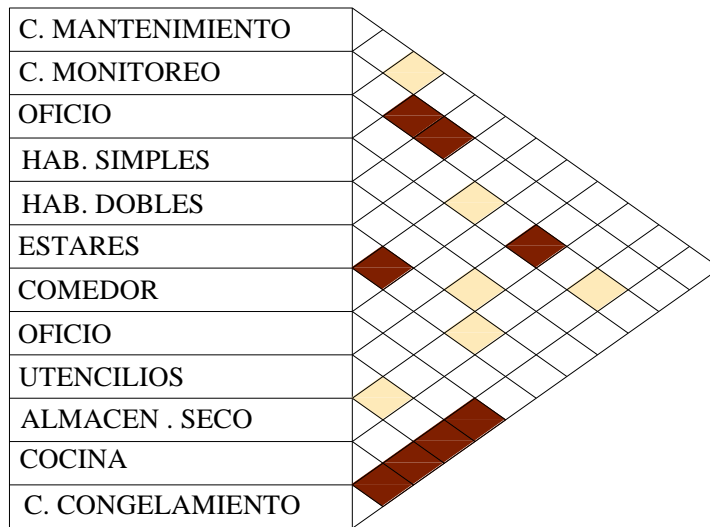 C. MANTENIMIENTO
C. MONITOREO
OFICIO
HAB. SIMPLES
HAB. DOBLES
ESTARES
COMEDOR
OFICIO
UTENCILIOS
ALMACEN . SECO
COCINA
C. CONGELAMIENTO